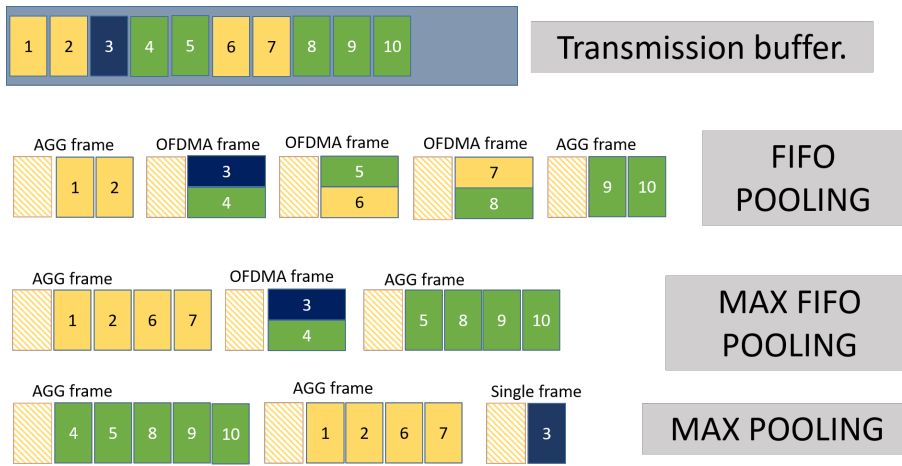 1 2 3 4 5 6 7 8 9 10
Transmission buffer.
AGG frame OFDMA frame OFDMA frame OFDMA frame AGG frame
1 2 3 5 7 9 10
4 6 8
FIFO
POOLING
AGG frame OFDMA frame AGG frame
1 2 6 7 3 5 8 9 10
4
MAX FIFO
POOLING
AGG frame AGG frame Single frame
4 5 8 9 10 1 2 6 7 3
MAX POOLING